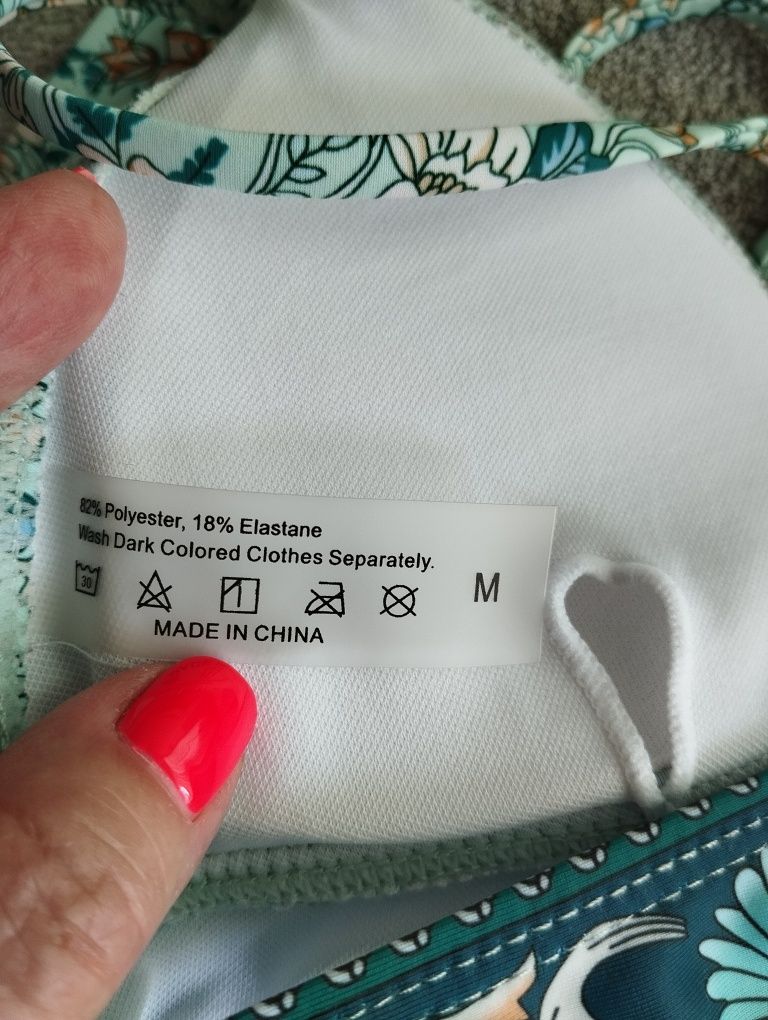 82% Polyester, 18% Elastane
Wash Dark Colored Clothes Separately.
30
M
MADE IN CHINA